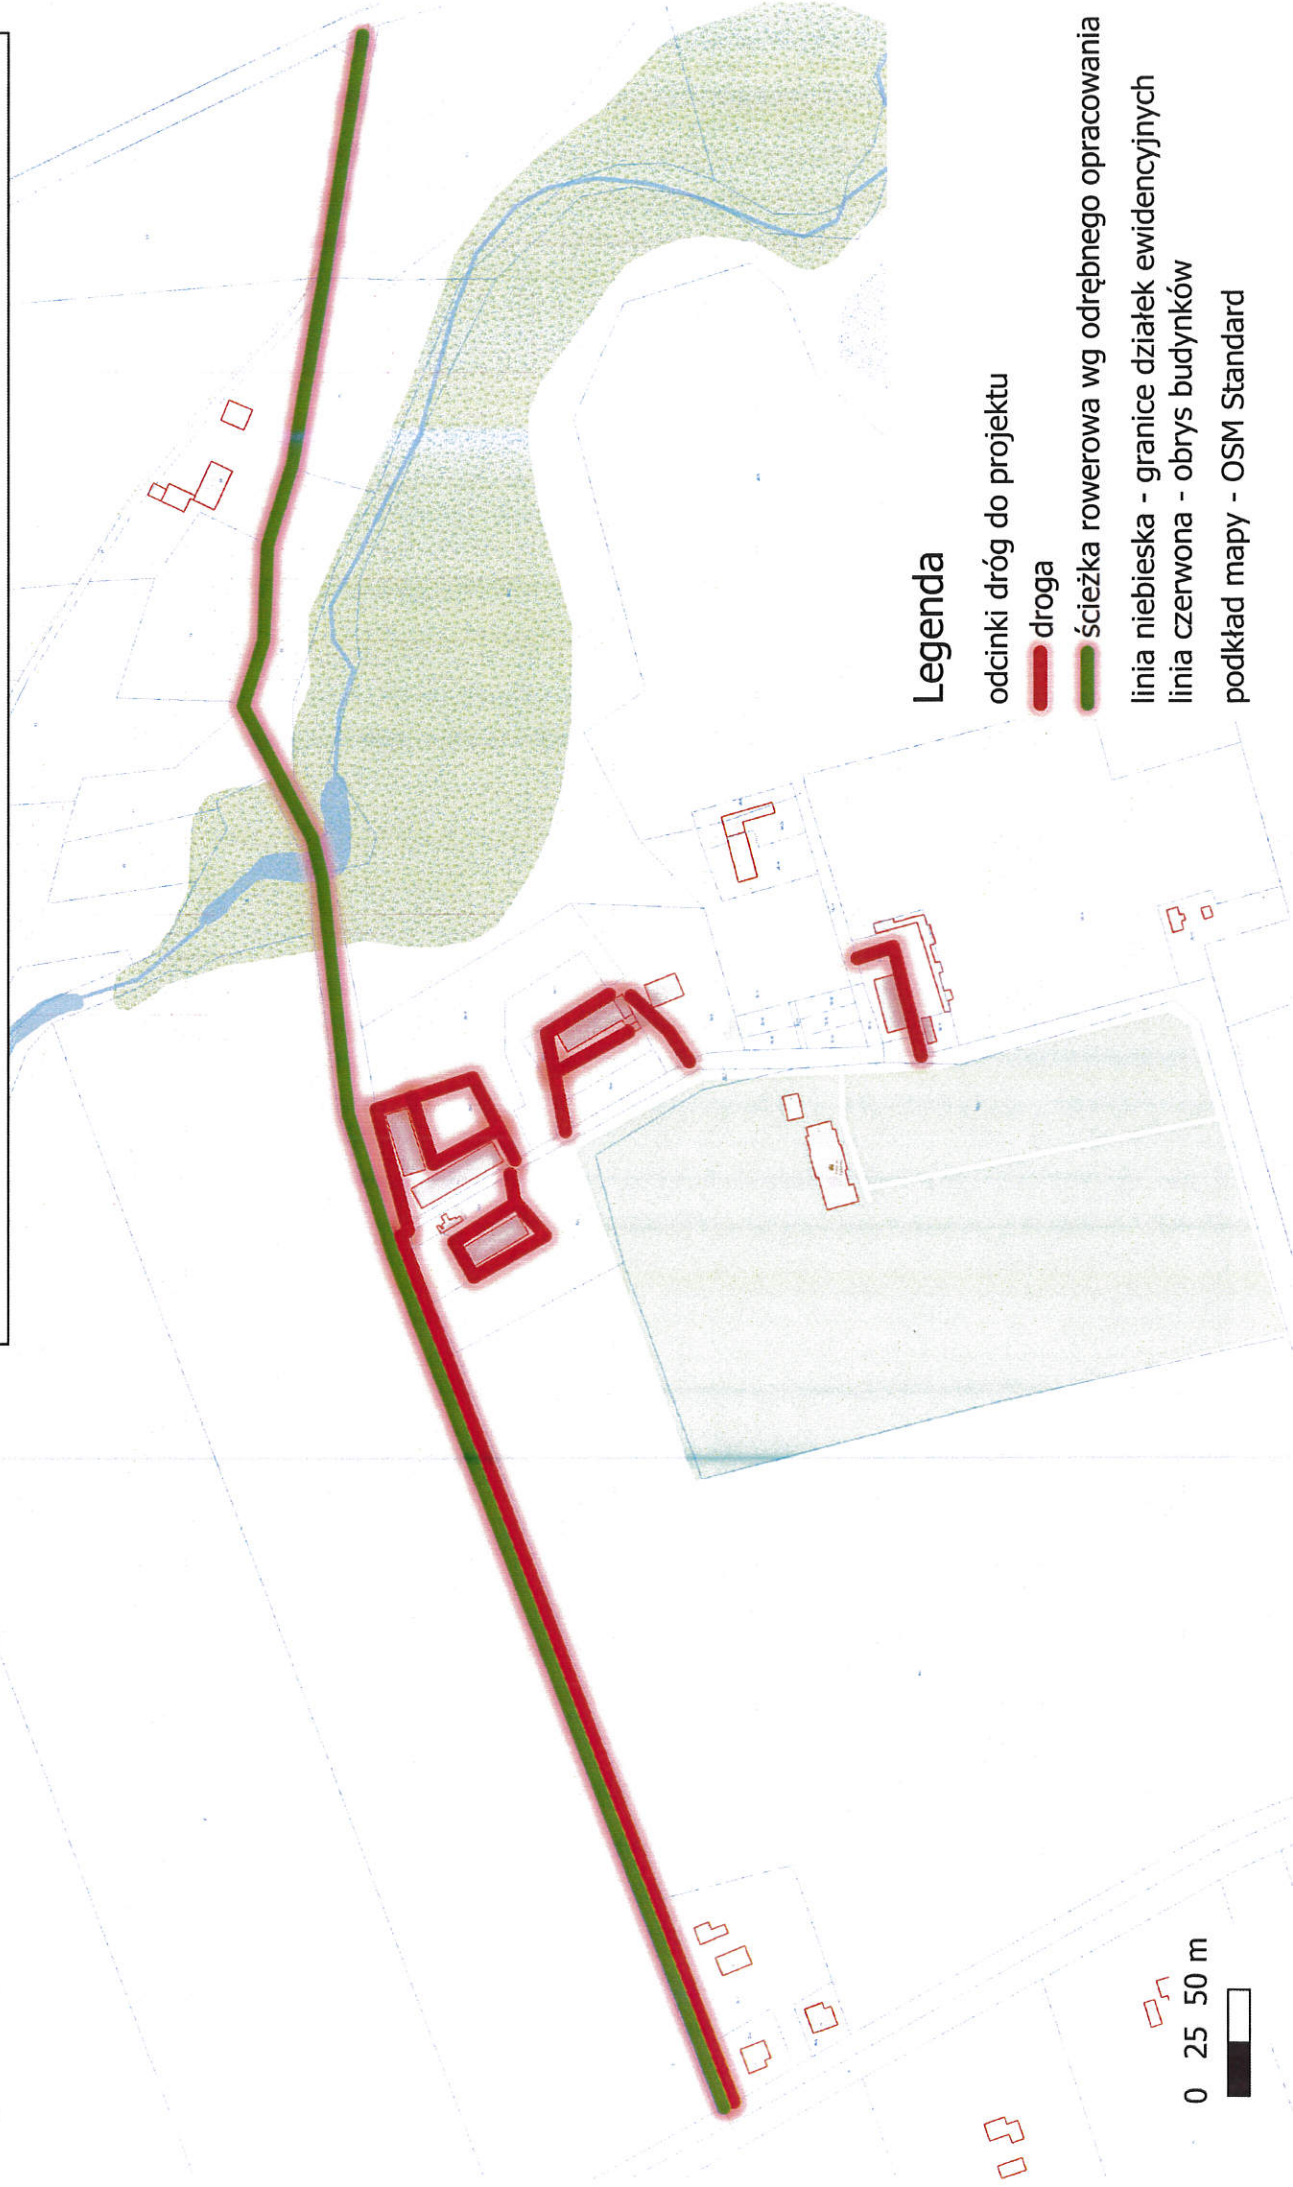 Legenda
odcinki dróg do projektu
droga
ścieżka rowerowa wg odrębnego opracowania
linia niebieska - granice działek ewidencyjnych
linia czerwona - obrys budynków
podkład mapy - OSM Standard
0 25 50 m